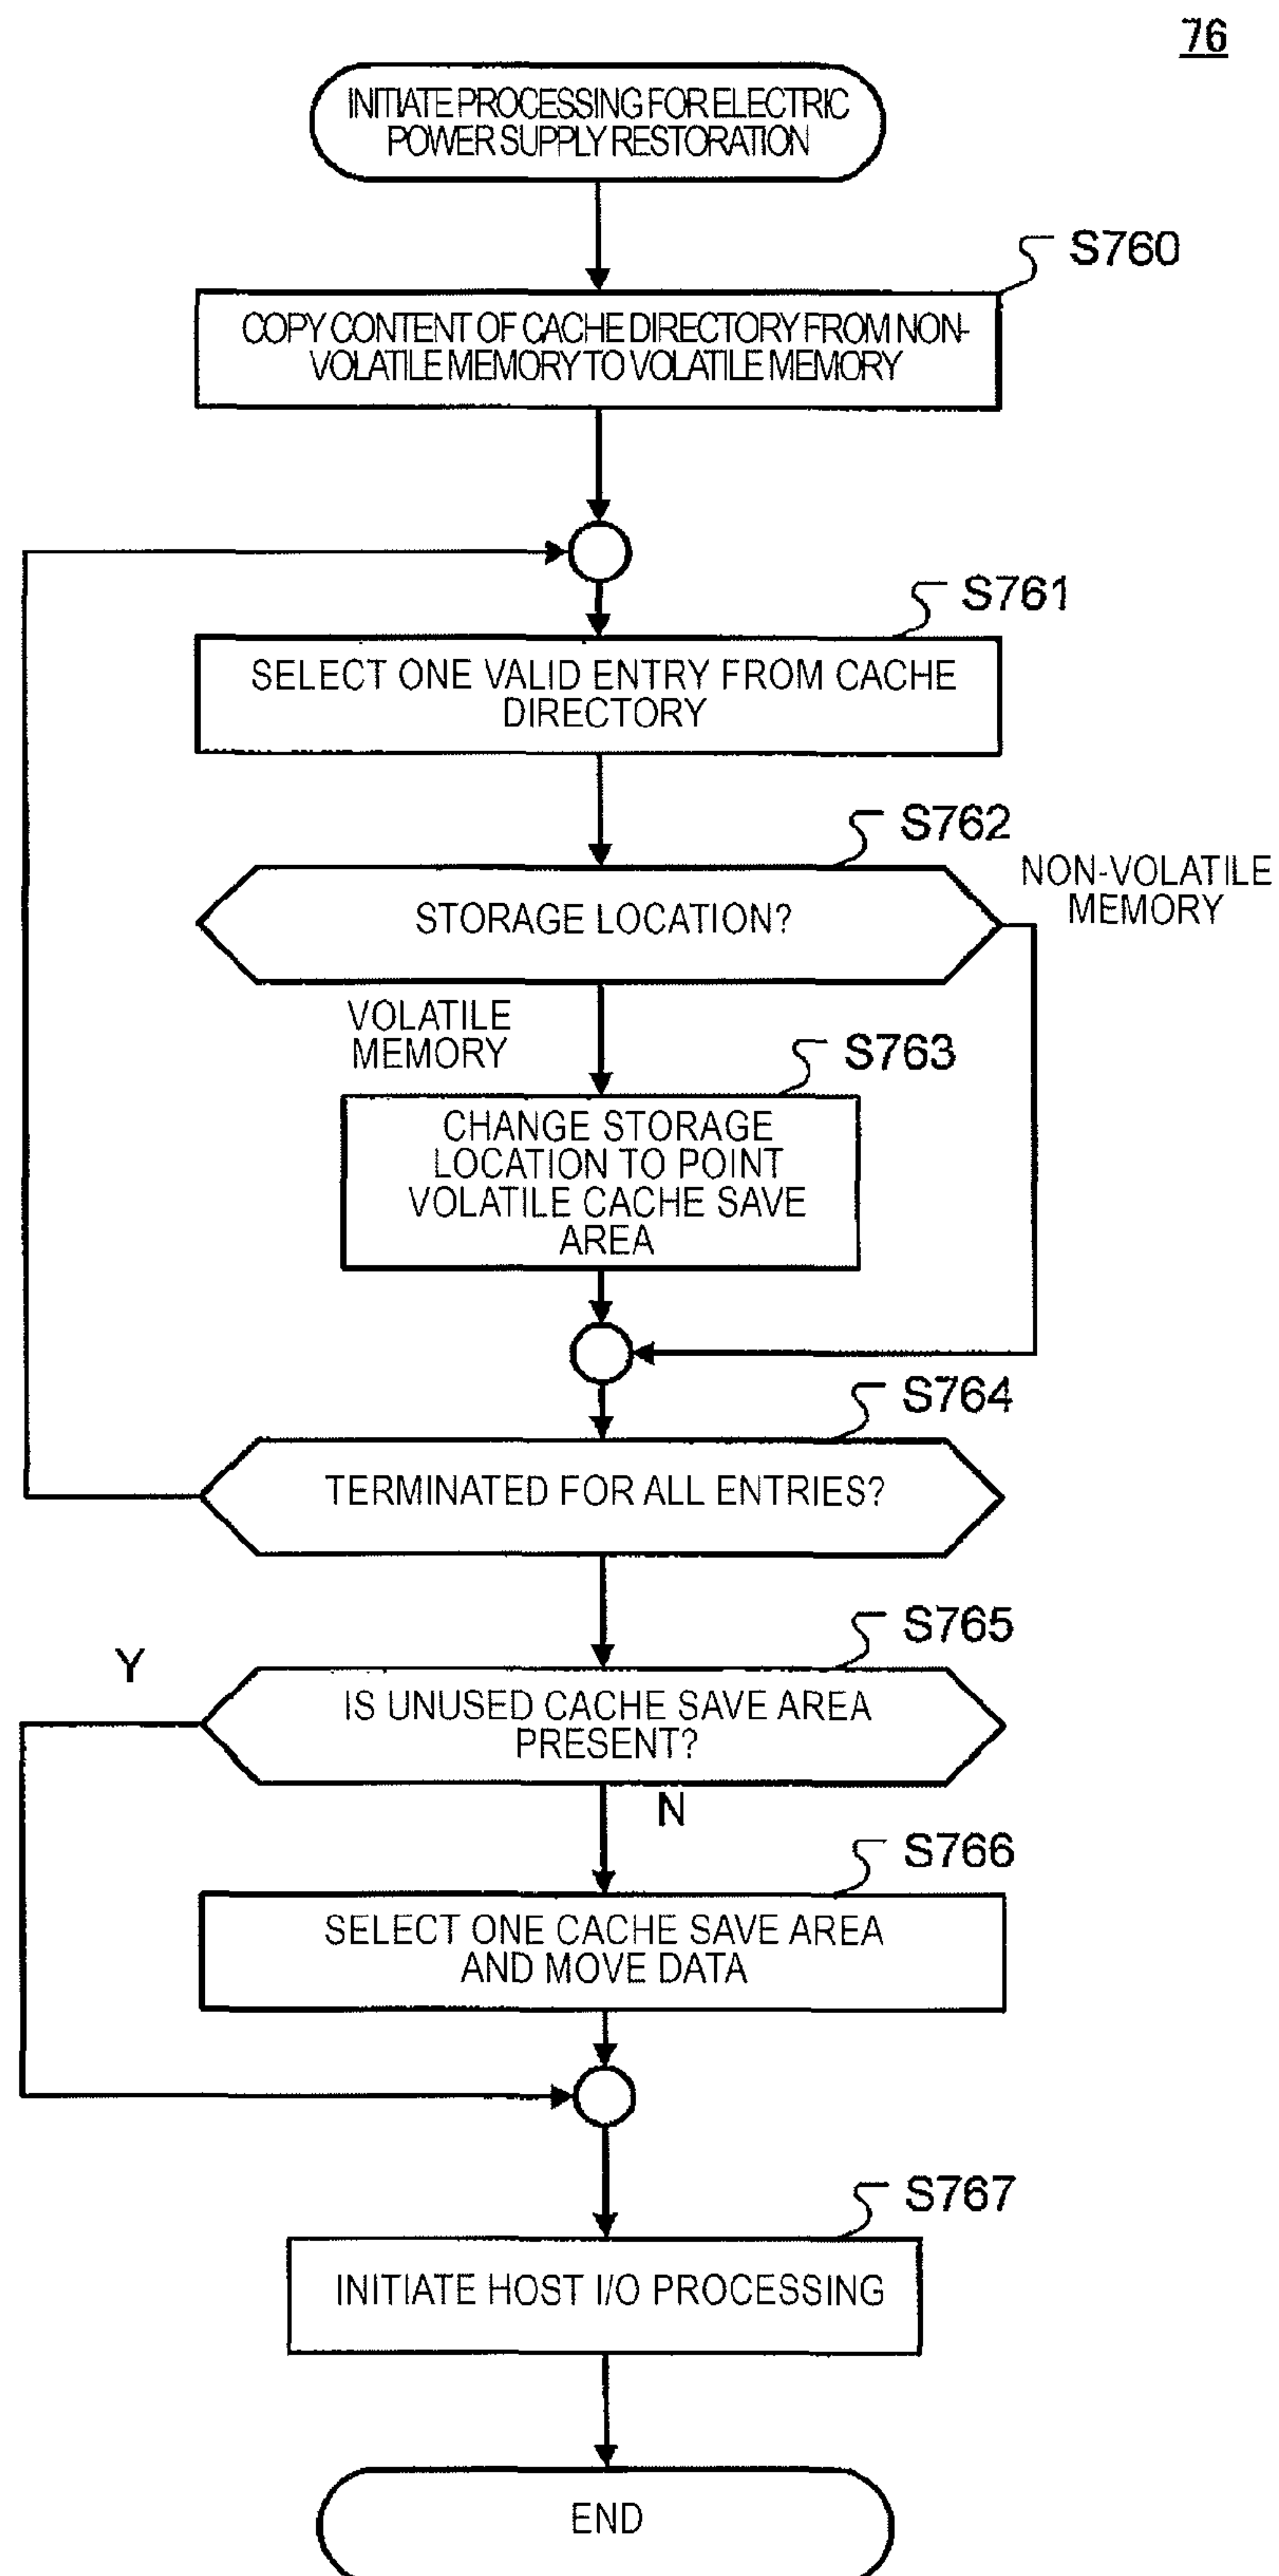 76
INITIATE PROCESSING FOR ELECTRIC
POWER SUPPLY RESTORATION
S760
COPY CONTENT OF CACHE DIRECTORY FROM NON-
VOLATILE MEMORY TO VOLATILE MEMORY
S761
SELECT ONE VALID ENTRY FROM CACHE
DIRECTORY
S762
NON-VOLATILE
MEMORY
STORAGE LOCATION?
VOLATILE
MEMORY
S763
CHANGE STORAGE
LOCATION TO POINT
VOLATILE CACHE SAVE
AREA
S764
TERMINATED FOR ALL ENTRIES?
S765
Y
IS UNUSED CACHE SAVE AREA
PRESENT?
N
S766
SELECT ONE CACHE SAVE AREA
AND MOVE DATA
S767
INITIATE HOST I/O PROCESSING
END